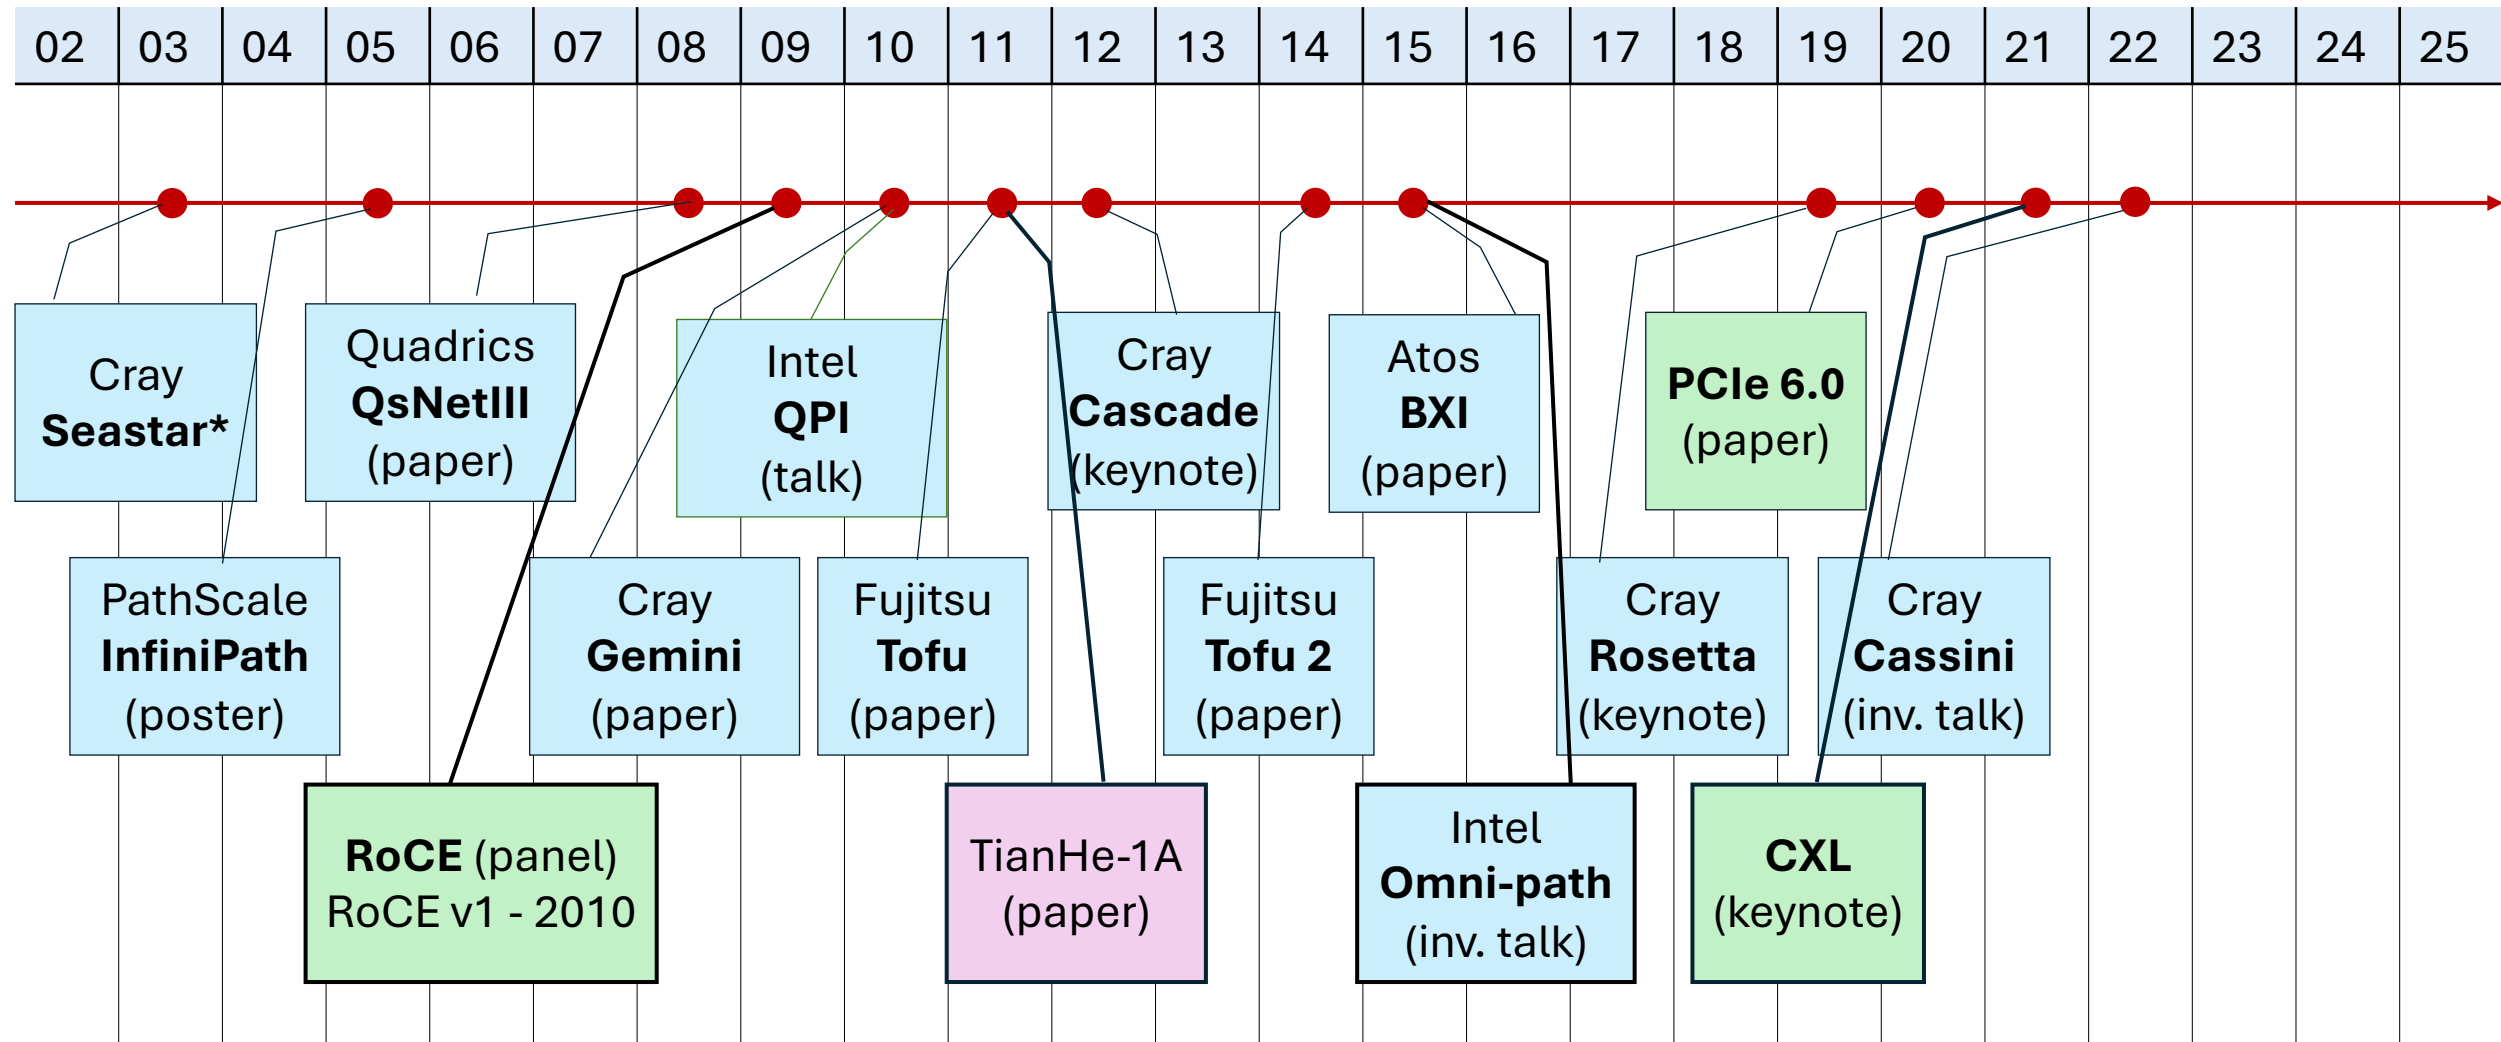 02 03 04 05 06 07 08 09 10 11 12 13 14 15 16 17 18 19 20 21 22 23 24 25
Cray
Seastar*
Quadrics
QsNetIII
(paper)
Intel
QPI
(talk)
Cray
Cascade
(keynote)
Atos
BXI
(paper)
PCIe 6.0
(paper)
PathScale
InfiniPath
(poster)
Cray
Gemini
(paper)
Fujitsu
Tofu
(paper)
Fujitsu
Tofu 2
(paper)
Cray
Rosetta
(keynote)
Cray
Cassini
(inv. talk)
RoCE (panel)
RoCE v1 - 2010
TianHe-1A
(paper)
Intel
Omni-path
(inv. talk)
CXL
(keynote)